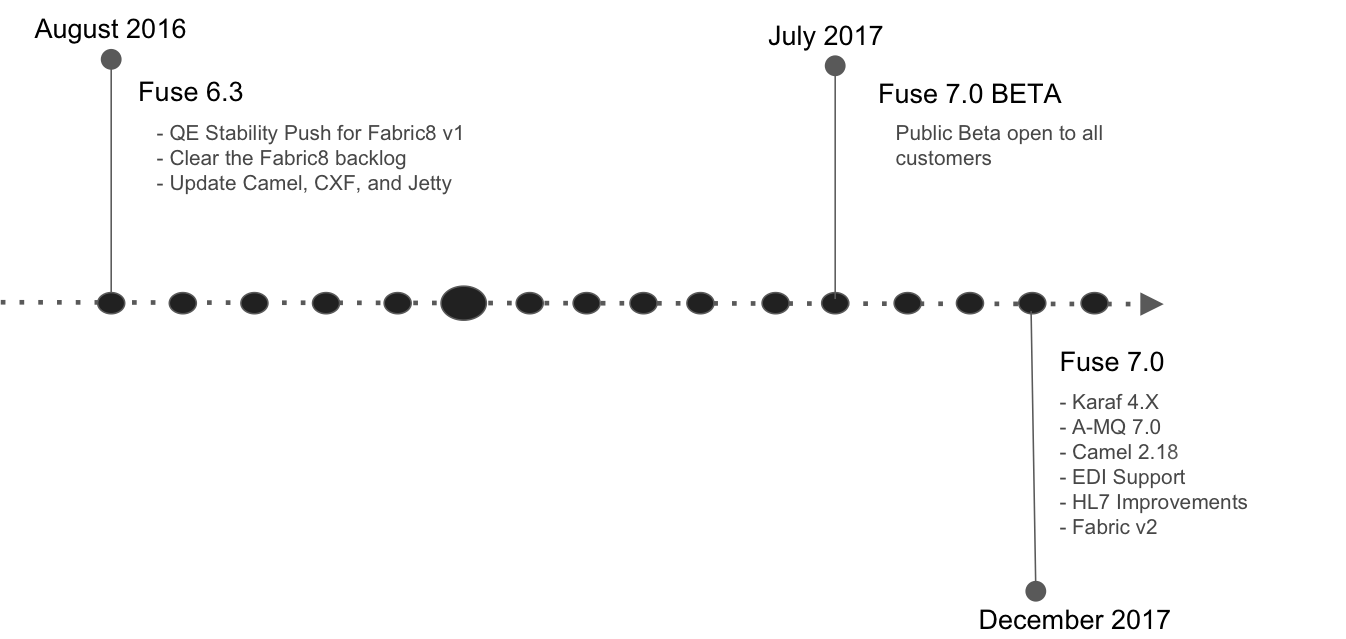 August 2016
Fuse 6.3
- QE Stability Push for Fabric8 v1
- Clear the Fabric8 backlog
- Update Camel, CXF, and Jetty
July 2017
Fuse 7.0 BETA
Public Beta open to all
customers
Fuse 7.0
- Karaf 4.X
- A-MQ 7.0
- Camel 2.18
- EDI Support
- HL7 Improvements
- Fabric v2
December 2017